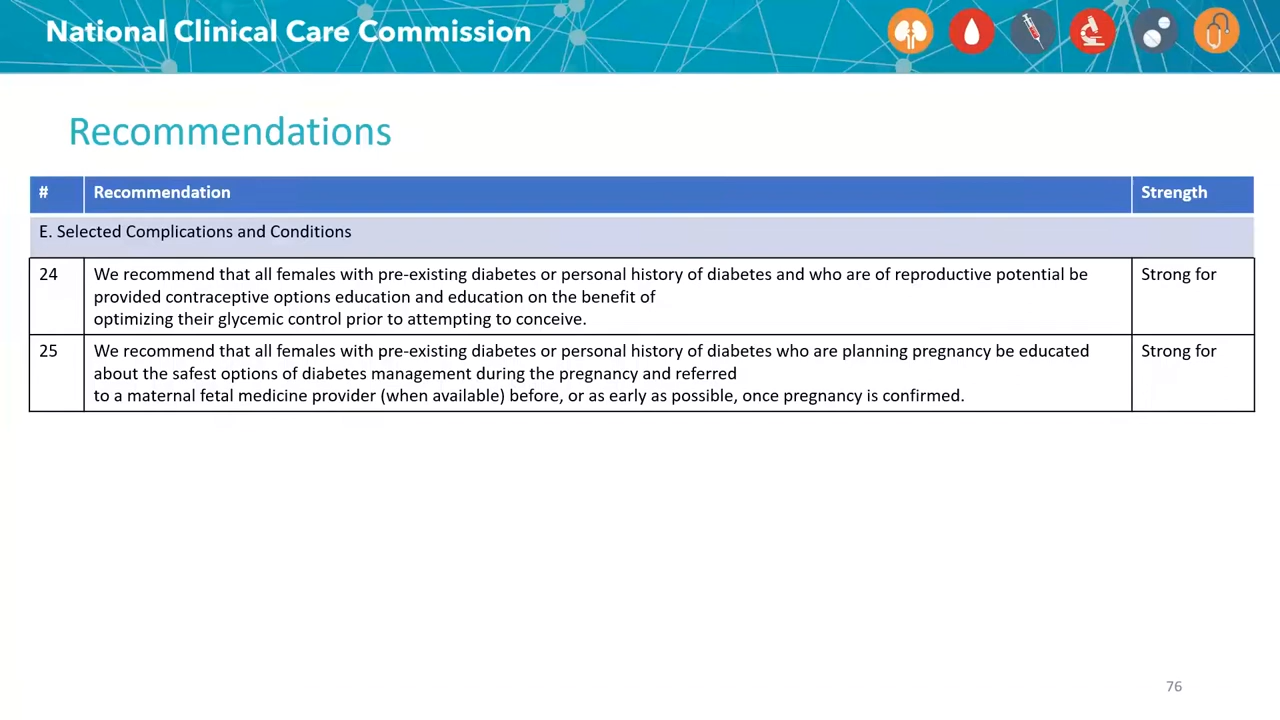 National Clinical Care Commission
Recommendations
# Recommendation Strength
E. Selected Complications and Conditions
24 We recommend that all females with pre-existing diabetes or personal history of diabetes and who are of reproductive potential be Strong for
provided contraceptive options education and education on the benefit of
optimizing their glycemic control prior to attempting to conceive.
25 We recommend that all females with pre-existing diabetes or personal history of diabetes who are planning pregnancy be educated Strong for
about the safest options of diabetes management during the pregnancy and referred
to a maternal fetal medicine provider (when available) before, or as early as possible, once pregnancy is confirmed.
76